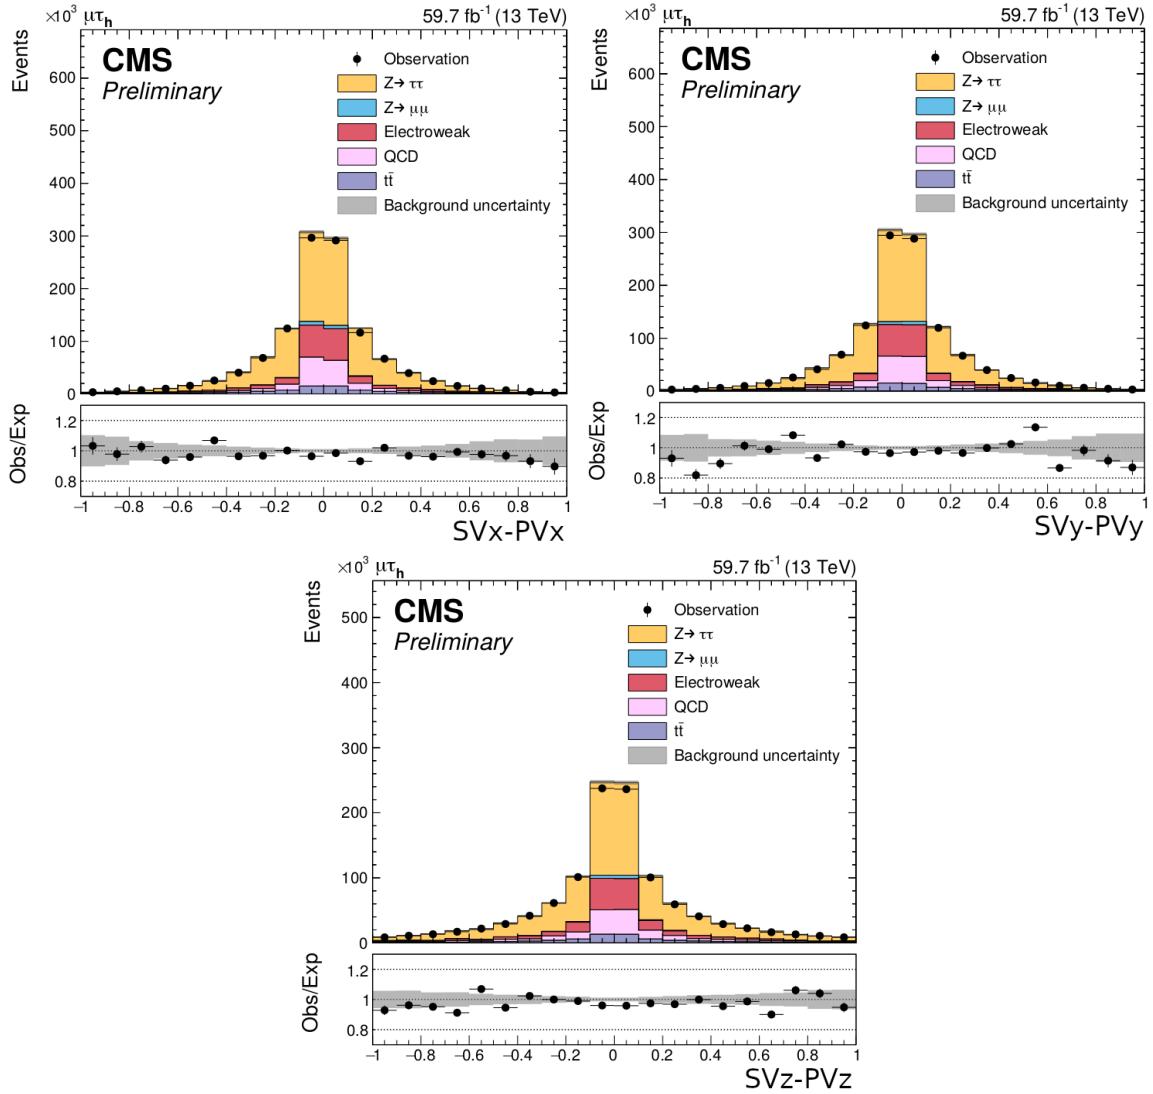 ×10³ μτh 59.7 fb⁻¹ (13 TeV)
Events
CMS
Preliminary
Observation
Z→ ττ
Z→ μμ
Electroweak
QCD
tt̄
Background uncertainty
600
500
400
300
200
100
0
Obs/Exp
1.2
1
0.8
−1 −0.8 −0.6 −0.4 −0.2 0 0.2 0.4 0.6 0.8 1
SVx-PVx
×10³ μτh 59.7 fb⁻¹ (13 TeV)
Events
CMS
Preliminary
Observation
Z→ ττ
Z→ μμ
Electroweak
QCD
tt̄
Background uncertainty
600
500
400
300
200
100
0
Obs/Exp
1.2
1
0.8
−1 −0.8 −0.6 −0.4 −0.2 0 0.2 0.4 0.6 0.8 1
SVy-PVy
×10³ μτh 59.7 fb⁻¹ (13 TeV)
Events
CMS
Preliminary
Observation
Z→ ττ
Z→ μμ
Electroweak
QCD
tt̄
Background uncertainty
500
400
300
200
100
0
Obs/Exp
1.2
1
0.8
−1 −0.8 −0.6 −0.4 −0.2 0 0.2 0.4 0.6 0.8 1
SVz-PVz